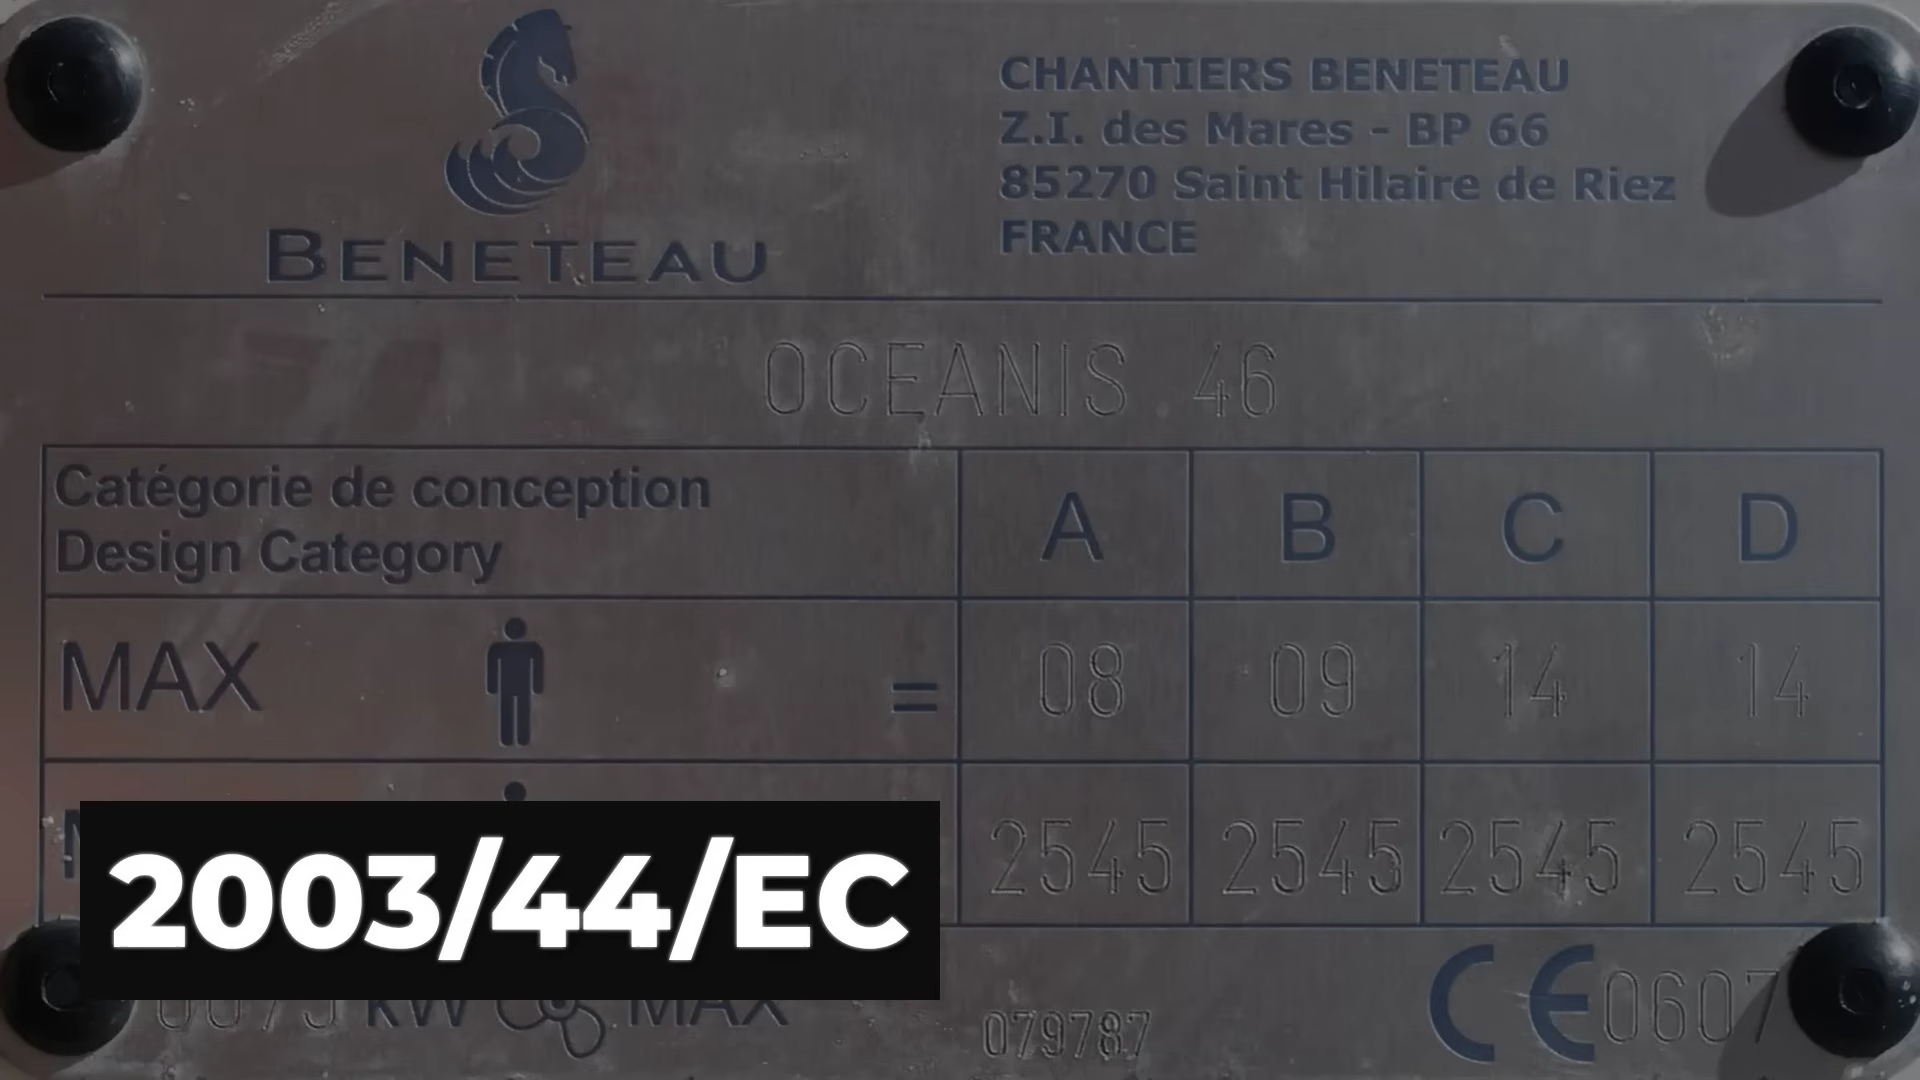 BENETEAU
CHANTIERS BENETEAU
Z.I. des Mares - BP 66
85270 Saint Hilaire de Riez
FRANCE
OCEANIS 46
Catégorie de conception
Design Category
A B C D
MAX = 08 09 14 14
2545 2545 2545 2545
2003/44/EC
kW MAX
079787
CE 0607